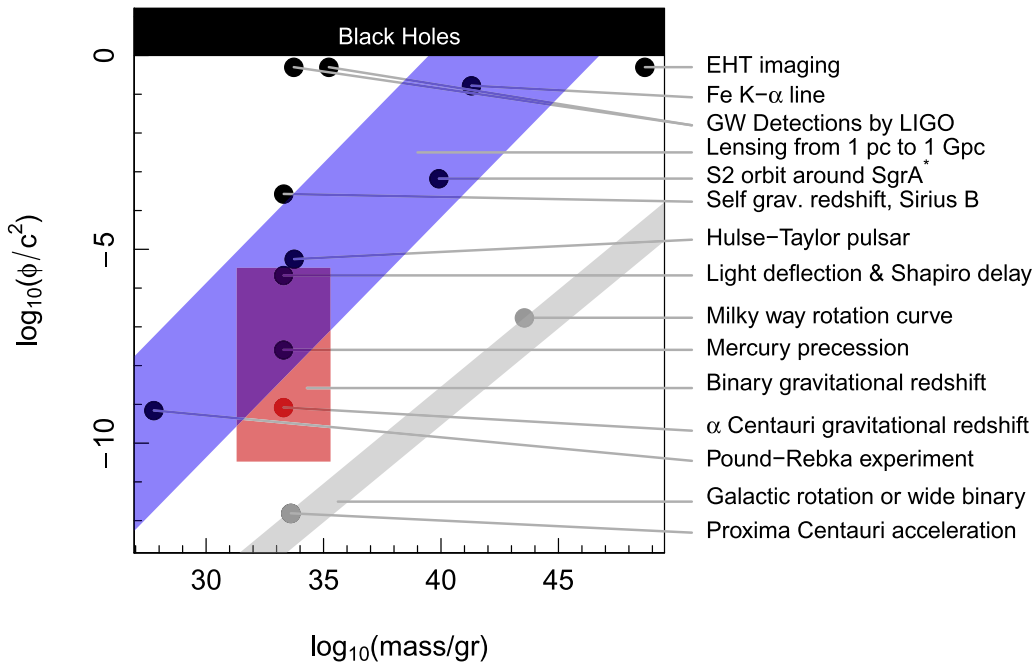 Black Holes
0
−5
−10
log10(ϕ/c2)
30
35
40
45
log10(mass/gr)
EHT imaging
Fe K−α line
GW Detections by LIGO
Lensing from 1 pc to 1 Gpc
S2 orbit around SgrA*
Self grav. redshift, Sirius B
Hulse−Taylor pulsar
Light deflection & Shapiro delay
Milky way rotation curve
Mercury precession
Binary gravitational redshift
α Centauri gravitational redshift
Pound−Rebka experiment
Galactic rotation or wide binary
Proxima Centauri acceleration